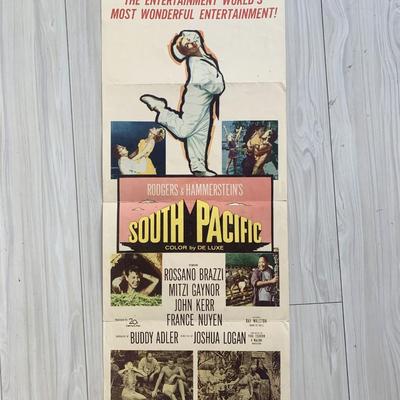 THE ENTERTAINMENT WORLD'S
MOST WONDERFUL ENTERTAINMENT!
RODGERS & HAMMERSTEIN'S
SOUTH PACIFIC
COLOR by DE LUXE
ROSSANO BRAZZI
MITZI GAYNOR
JOHN KERR
FRANCE NUYEN
RAY WALSTON
20
BUDDY ADLER
JOSHUA LOGAN